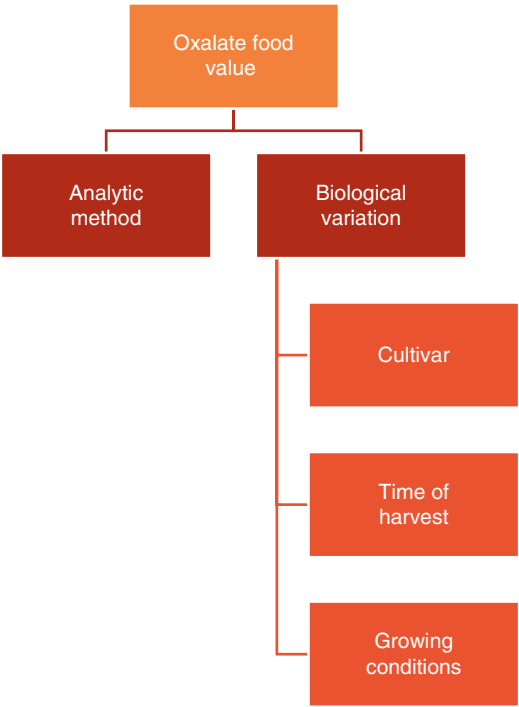 Oxalate food
value
Analytic
method
Biological
variation
Cultivar
Time of
harvest
Growing
conditions